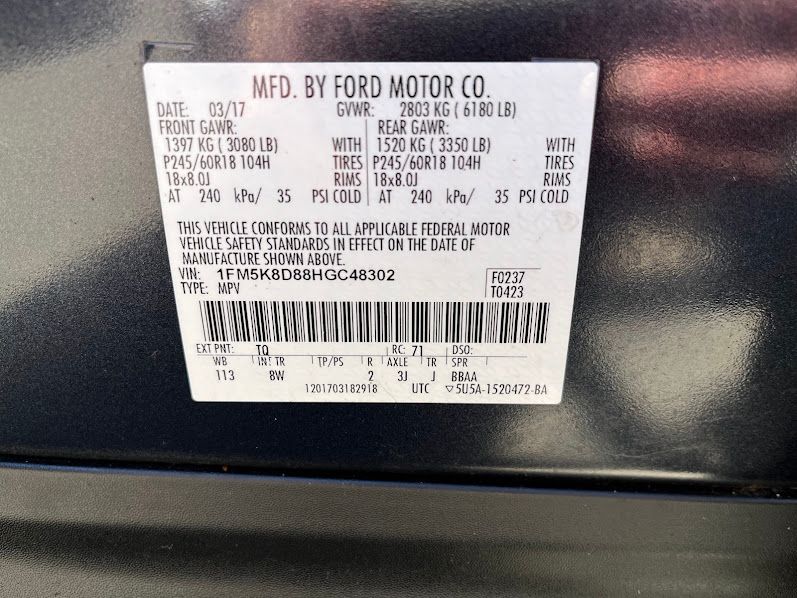 MFD. BY FORD MOTOR CO.
DATE: 03/17 GVWR: 2803 KG ( 6180 LB)
FRONT GAWR: REAR GAWR:
1397 KG ( 3080 LB) WITH 1520 KG ( 3350 LB) WITH
P245/60R18 104H TIRES P245/60R18 104H TIRES
18x8.0J RIMS 18x8.0J RIMS
AT 240 kPa/ 35 PSI COLD AT 240 kPa/ 35 PSI COLD
THIS VEHICLE CONFORMS TO ALL APPLICABLE FEDERAL MOTOR
VEHICLE SAFETY STANDARDS IN EFFECT ON THE DATE OF
MANUFACTURE SHOWN ABOVE.
VIN: 1FM5K8D88HGC48302 F0237
TYPE: MPV T0423
EXT PNT: TQ RC: 71 DSO:
WB INT TR TP/PS R AXLE TR SPR
113 8W 2 3J J BBAA
1201703182918 UTC ▽5U5A-1520472-BA